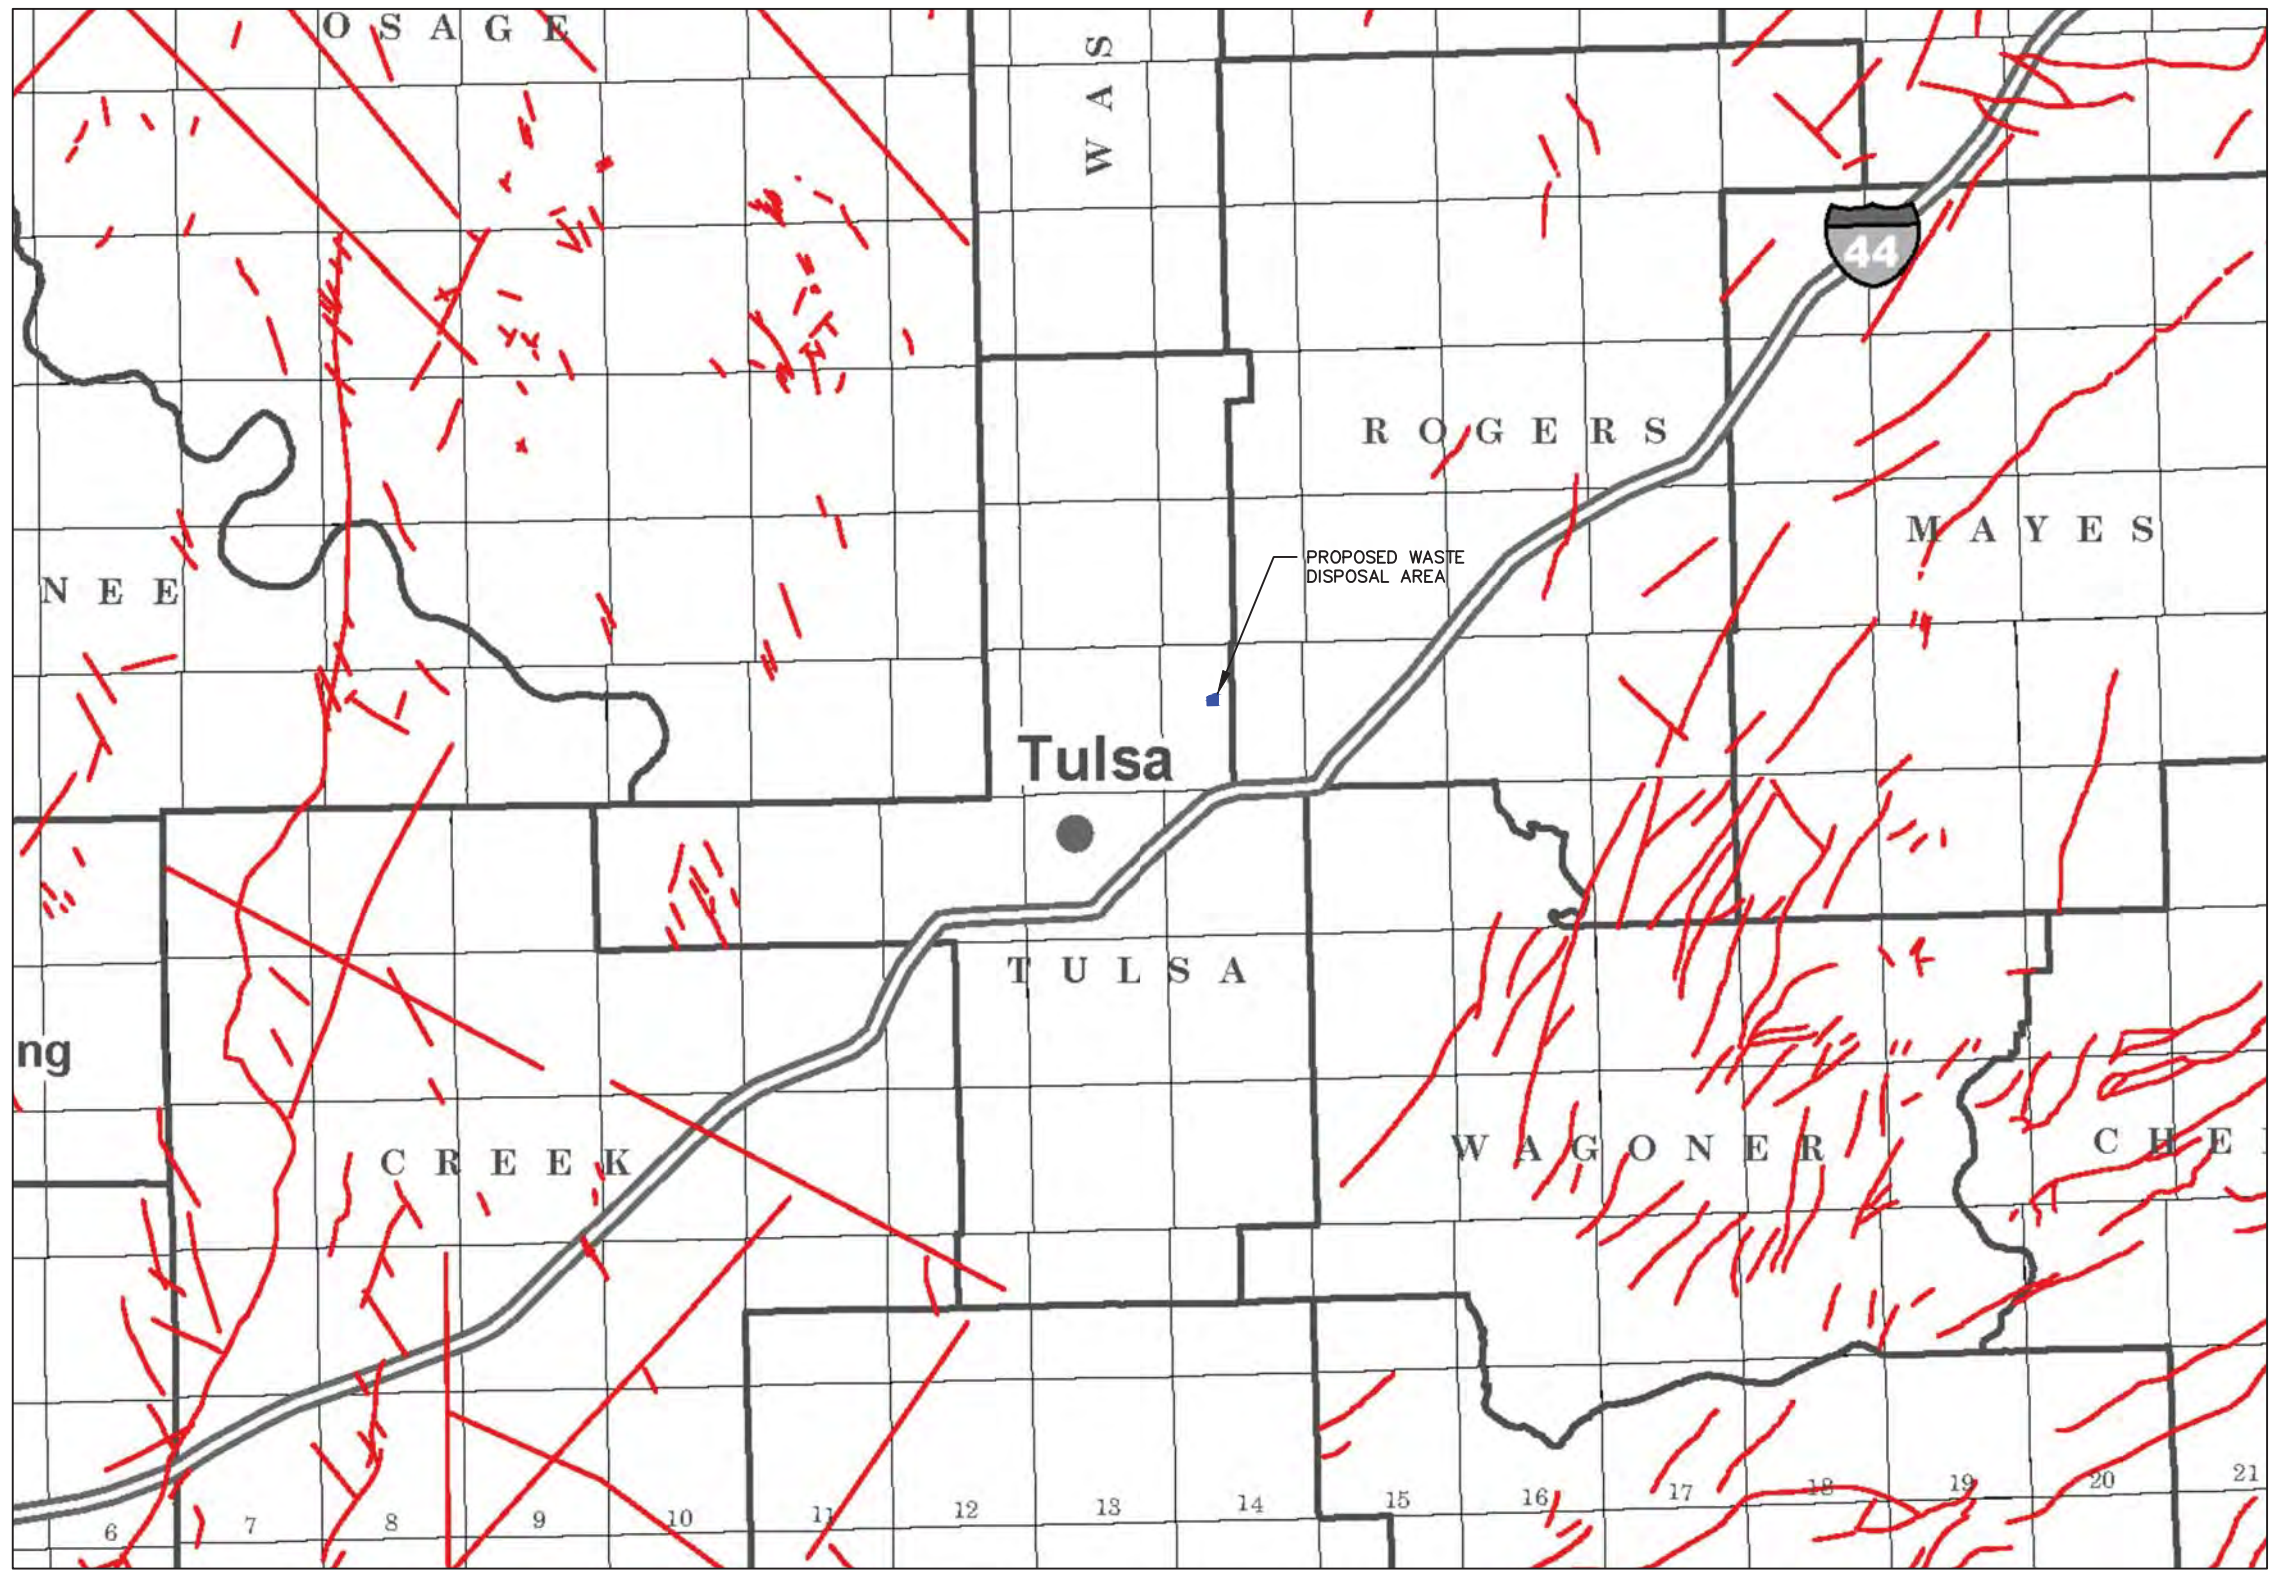 O S A G E
W A S
44
R O G E R S
M A Y E S
PROPOSED WASTE
DISPOSAL AREA
N E E
Tulsa
T U L S A
ng
C R E E K
W A G O N E R
C H E
6 7 8 9 10 11 12 13 14 15 16 17 18 19 20 21